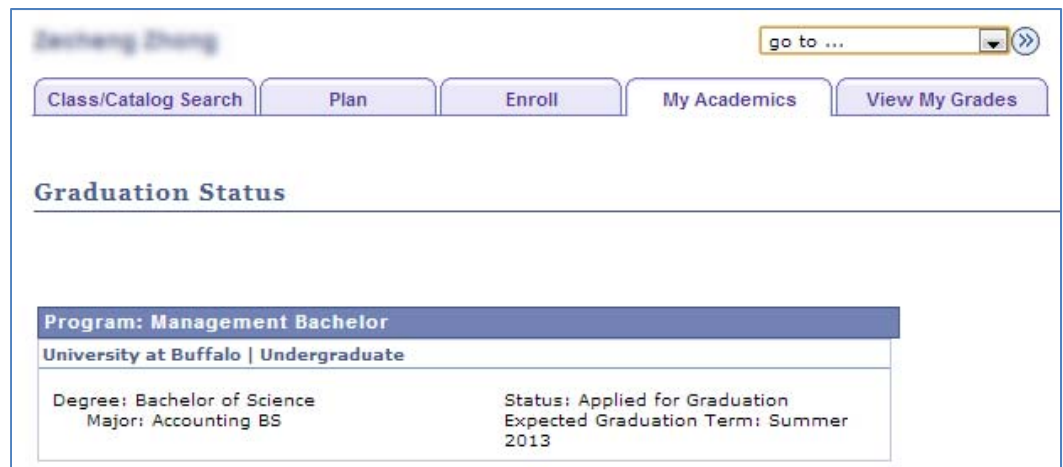 go to ...
Class/Catalog Search Plan Enroll My Academics View My Grades
Graduation Status
Program: Management Bachelor
University at Buffalo | Undergraduate
Degree: Bachelor of Science
Major: Accounting BS
Status: Applied for Graduation
Expected Graduation Term: Summer
2013